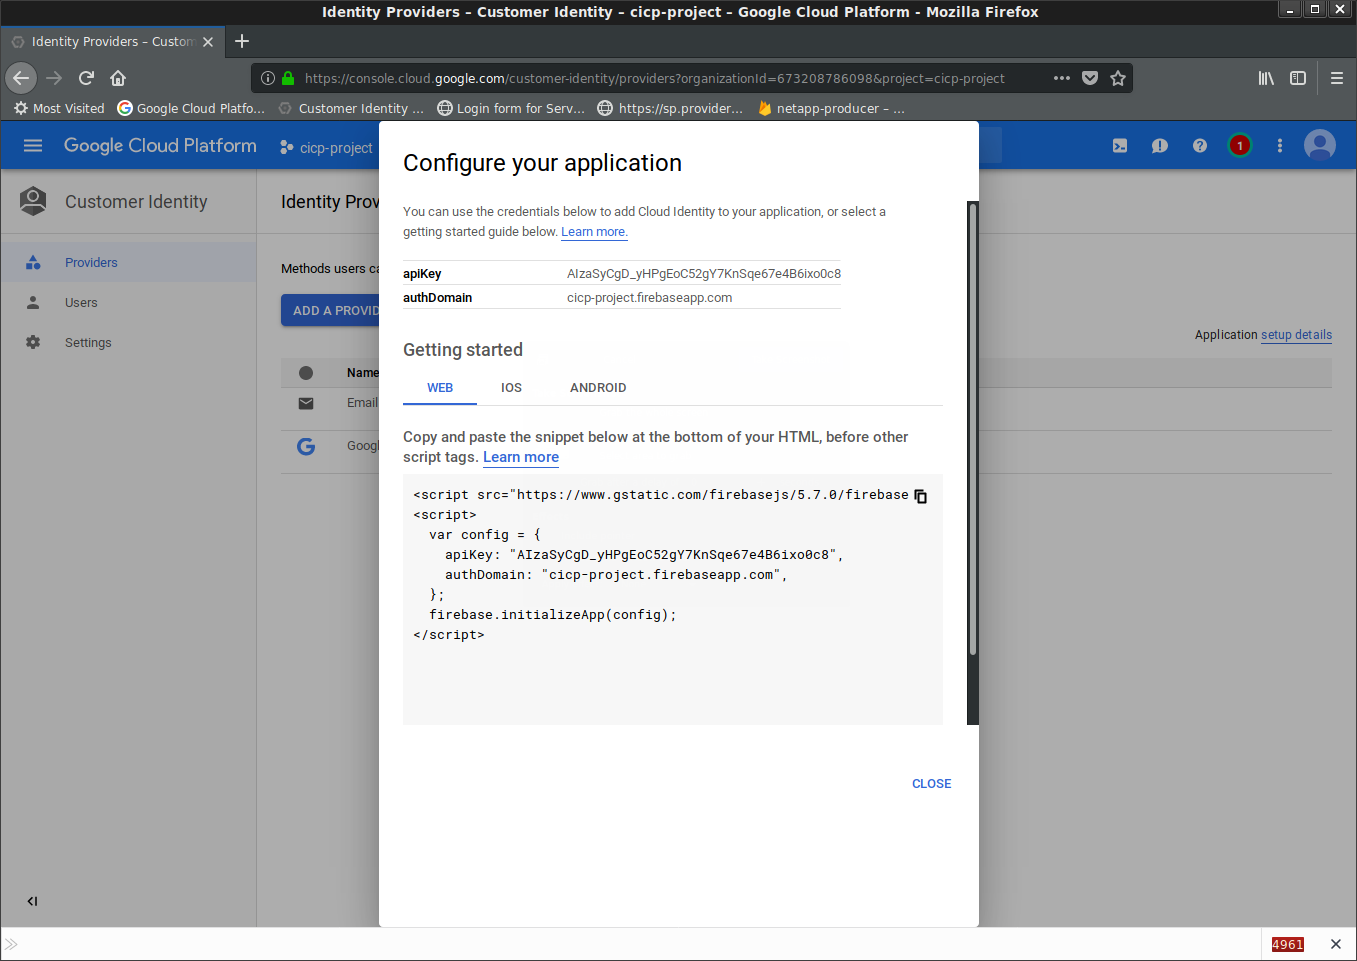 Identity Providers – Customer Identity – cicp-project – Google Cloud Platform - Mozilla Firefox
Identity Providers – Custom
https://console.cloud.google.com/customer-identity/providers?organizationId=673208786098&project=cicp-project
Most Visited
Google Cloud Platfo...
Customer Identity ...
Login form for Serv...
https://sp.provider...
netapp-producer – ...
Google Cloud Platform
cicp-project
1
Customer Identity
Providers
Users
Settings
Identity Prov
Methods users ca
ADD A PROVID
Application setup details
Name
Email
Googl
Configure your application
You can use the credentials below to add Cloud Identity to your application, or select a
getting started guide below. Learn more.
apiKey AIzaSyCgD_yHPgEoC52gY7KnSqe67e4B6ixo0c8
authDomain cicp-project.firebaseapp.com
Getting started
WEB IOS ANDROID
Copy and paste the snippet below at the bottom of your HTML, before other
script tags. Learn more
<script src="https://www.gstatic.com/firebasejs/5.7.0/firebase
<script>
var config = {
apiKey: "AIzaSyCgD_yHPgEoC52gY7KnSqe67e4B6ixo0c8",
authDomain: "cicp-project.firebaseapp.com",
};
firebase.initializeApp(config);
</script>
CLOSE
4961